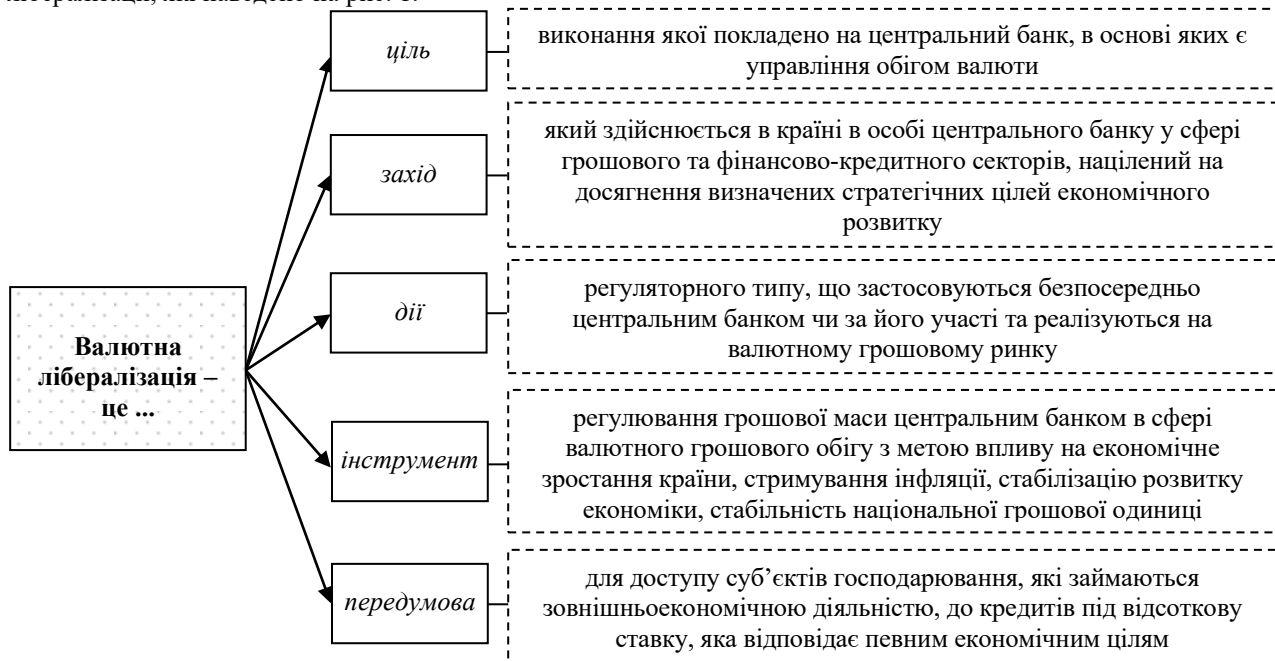 ціль
виконання якої покладено на центральний банк, в основі яких є
управління обігом валюти
захід
який здійснюється в країні в особі центрального банку у сфері
грошового та фінансово-кредитного секторів, націлений на
досягнення визначених стратегічних цілей економічного
розвитку
Валютна
лібералізація –
це ...
дії
регуляторного типу, що застосовуються безпосередньо
центральним банком чи за його участі та реалізуються на
валютному грошовому ринку
інструмент
регулювання грошової маси центральним банком в сфері
валютного грошового обігу з метою впливу на економічне
зростання країни, стримування інфляції, стабілізацію розвитку
економіки, стабільність національної грошової одиниці
передумова
для доступу суб’єктів господарювання, які займаються
зовнішньоекономічною діяльністю, до кредитів під відсоткову
ставку, яка відповідає певним економічним цілям